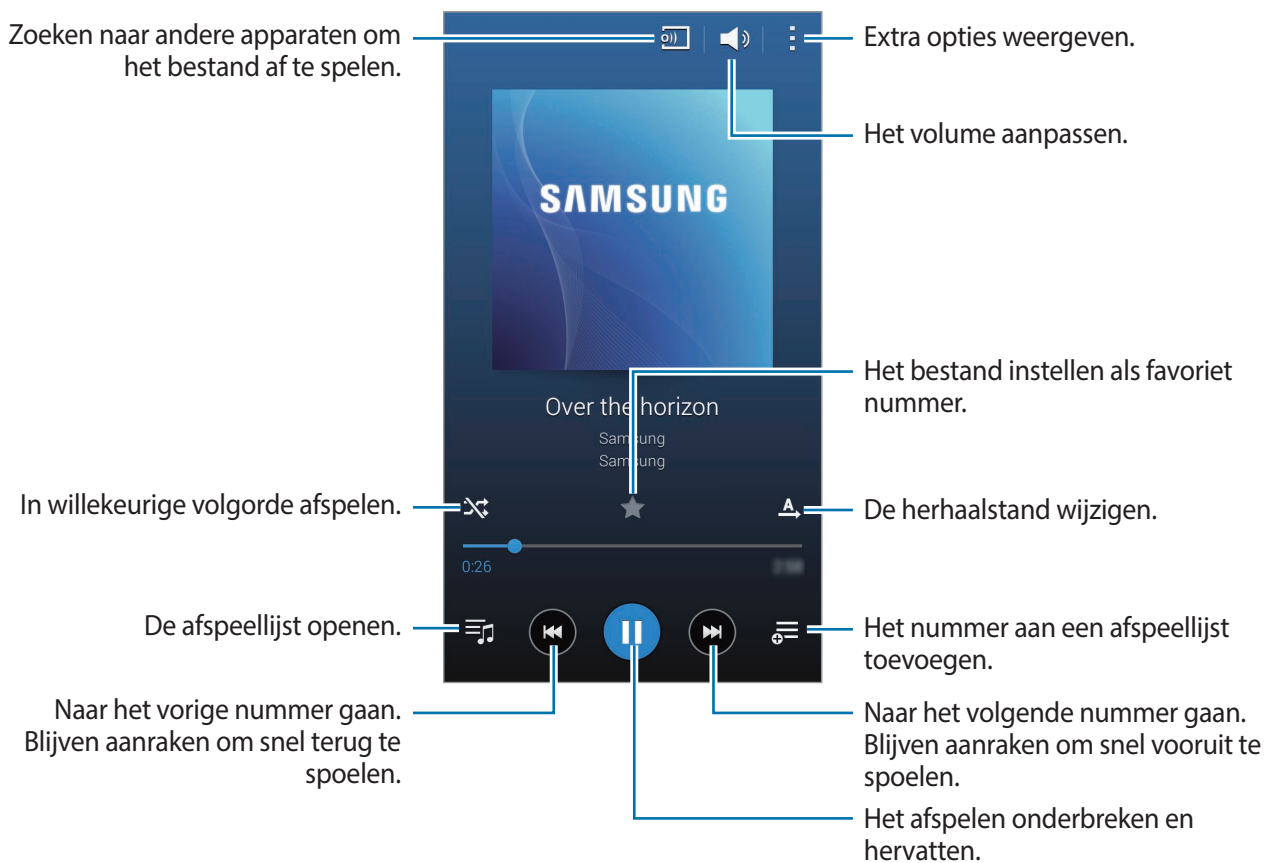 Zoeken naar andere apparaten om
het bestand af te spelen.
Extra opties weergeven.
Het volume aanpassen.
SAMSUNG
Het bestand instellen als favoriet
nummer.
Over the horizon
Samsung
Samsung
In willekeurige volgorde afspelen.
A
De herhaalstand wijzigen.
0:26
De afspeellijst openen.
Het nummer aan een afspeellijst
toevoegen.
Naar het vorige nummer gaan.
Blijven aanraken om snel terug te
spoelen.
Naar het volgende nummer gaan.
Blijven aanraken om snel vooruit te
spoelen.
Het afspelen onderbreken en
hervatten.